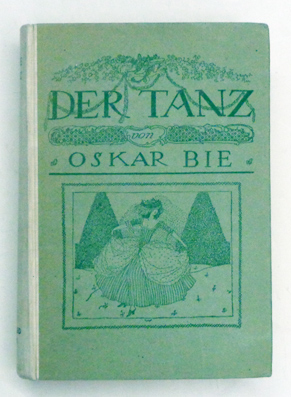 DER TANZ
von
OSKAR BIE